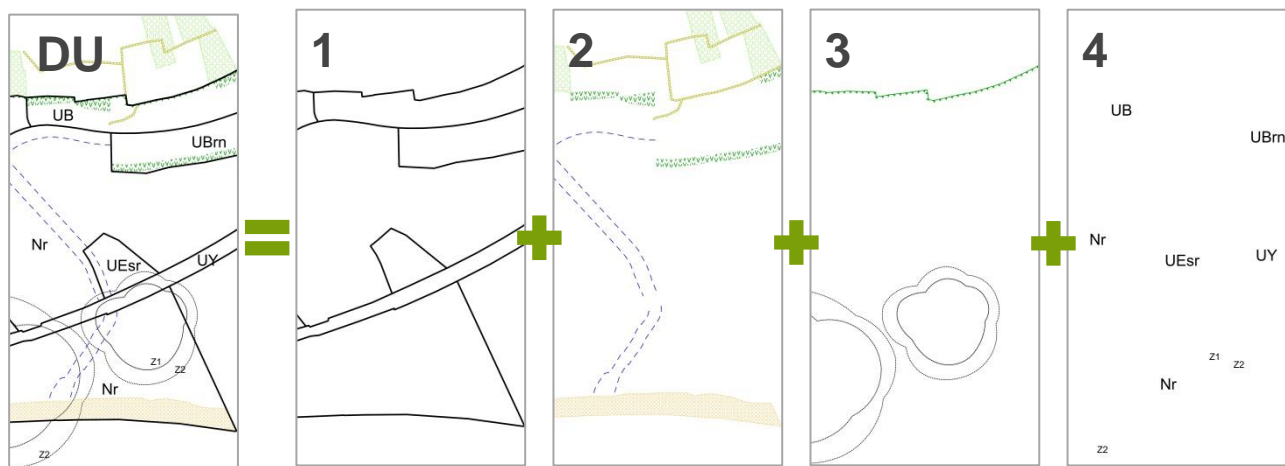 DU
UB
UBrn
Nr
UEsr
UY
Z1
Z2
Nr
Z2
=
1
+
2
+
3
+
4
UB
UBrn
Nr
UEsr
UY
Z1
Z2
Nr
Z2